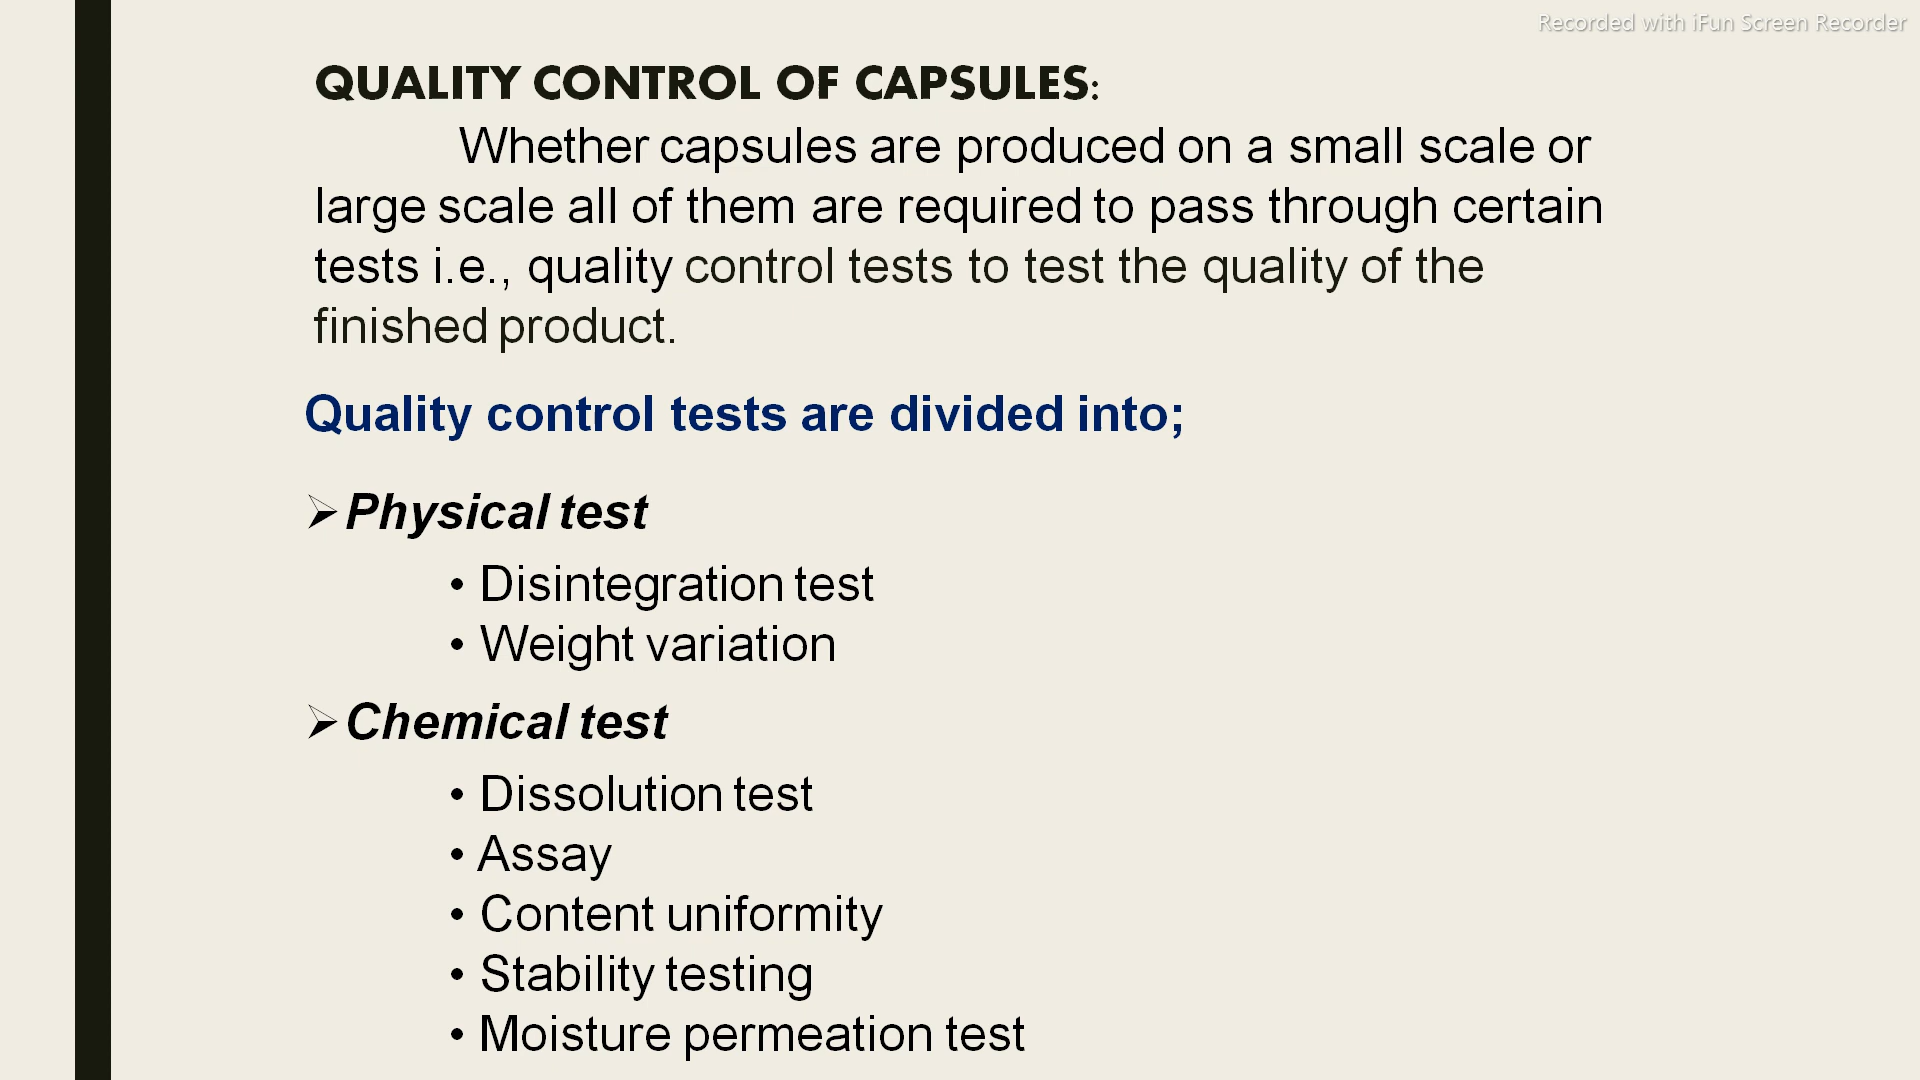 Recorded with iFun Screen Recorder
QUALITY CONTROL OF CAPSULES:
Whether capsules are produced on a small scale or
large scale all of them are required to pass through certain
tests i.e., quality control tests to test the quality of the
finished product.
Quality control tests are divided into;
➢ Physical test
• Disintegration test
• Weight variation
➢ Chemical test
• Dissolution test
• Assay
• Content uniformity
• Stability testing
• Moisture permeation test